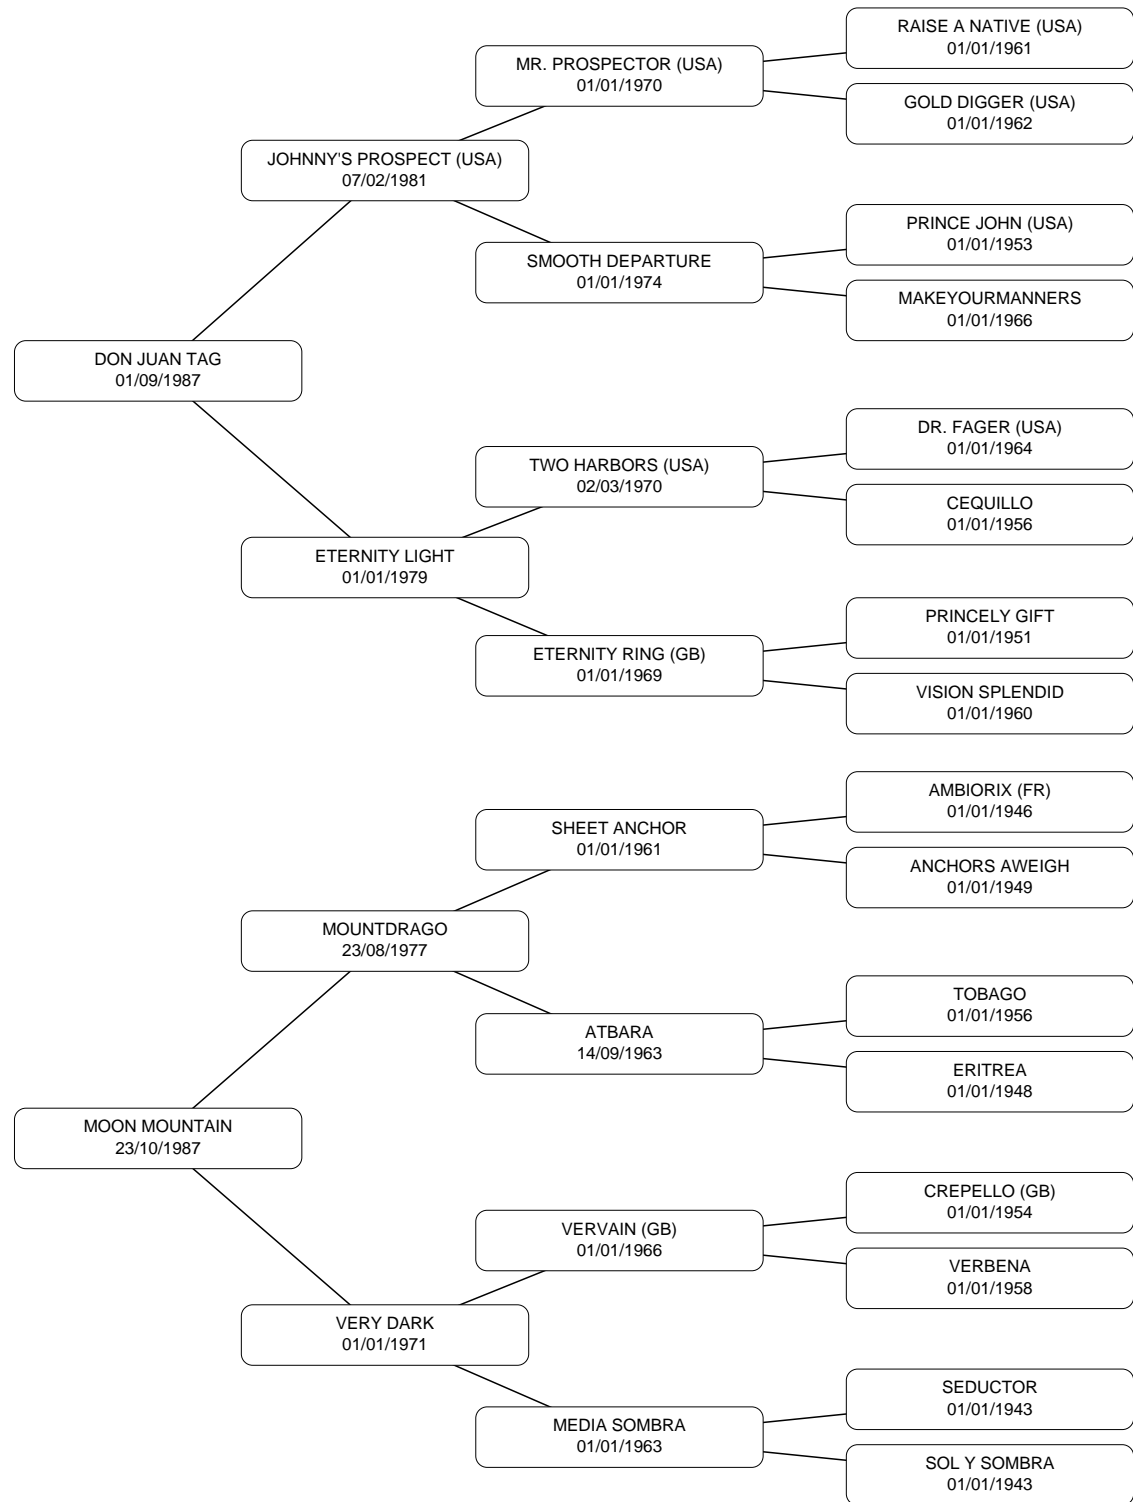 RAISE A NATIVE (USA)
01/01/1961
MR. PROSPECTOR (USA)
01/01/1970
GOLD DIGGER (USA)
01/01/1962
JOHNNY'S PROSPECT (USA)
07/02/1981
PRINCE JOHN (USA)
01/01/1953
SMOOTH DEPARTURE
01/01/1974
MAKEYOURMANNERS
01/01/1966
DON JUAN TAG
01/09/1987
DR. FAGER (USA)
01/01/1964
TWO HARBORS (USA)
02/03/1970
CEQUILLO
01/01/1956
ETERNITY LIGHT
01/01/1979
PRINCELY GIFT
01/01/1951
ETERNITY RING (GB)
01/01/1969
VISION SPLENDID
01/01/1960
AMBIORIX (FR)
01/01/1946
SHEET ANCHOR
01/01/1961
ANCHORS AWEIGH
01/01/1949
MOUNTDRAGO
23/08/1977
TOBAGO
01/01/1956
ATBARA
14/09/1963
ERITREA
01/01/1948
MOON MOUNTAIN
23/10/1987
CREPELLO (GB)
01/01/1954
VERVAIN (GB)
01/01/1966
VERBENA
01/01/1958
VERY DARK
01/01/1971
SEDUCTOR
01/01/1943
MEDIA SOMBRA
01/01/1963
SOL Y SOMBRA
01/01/1943